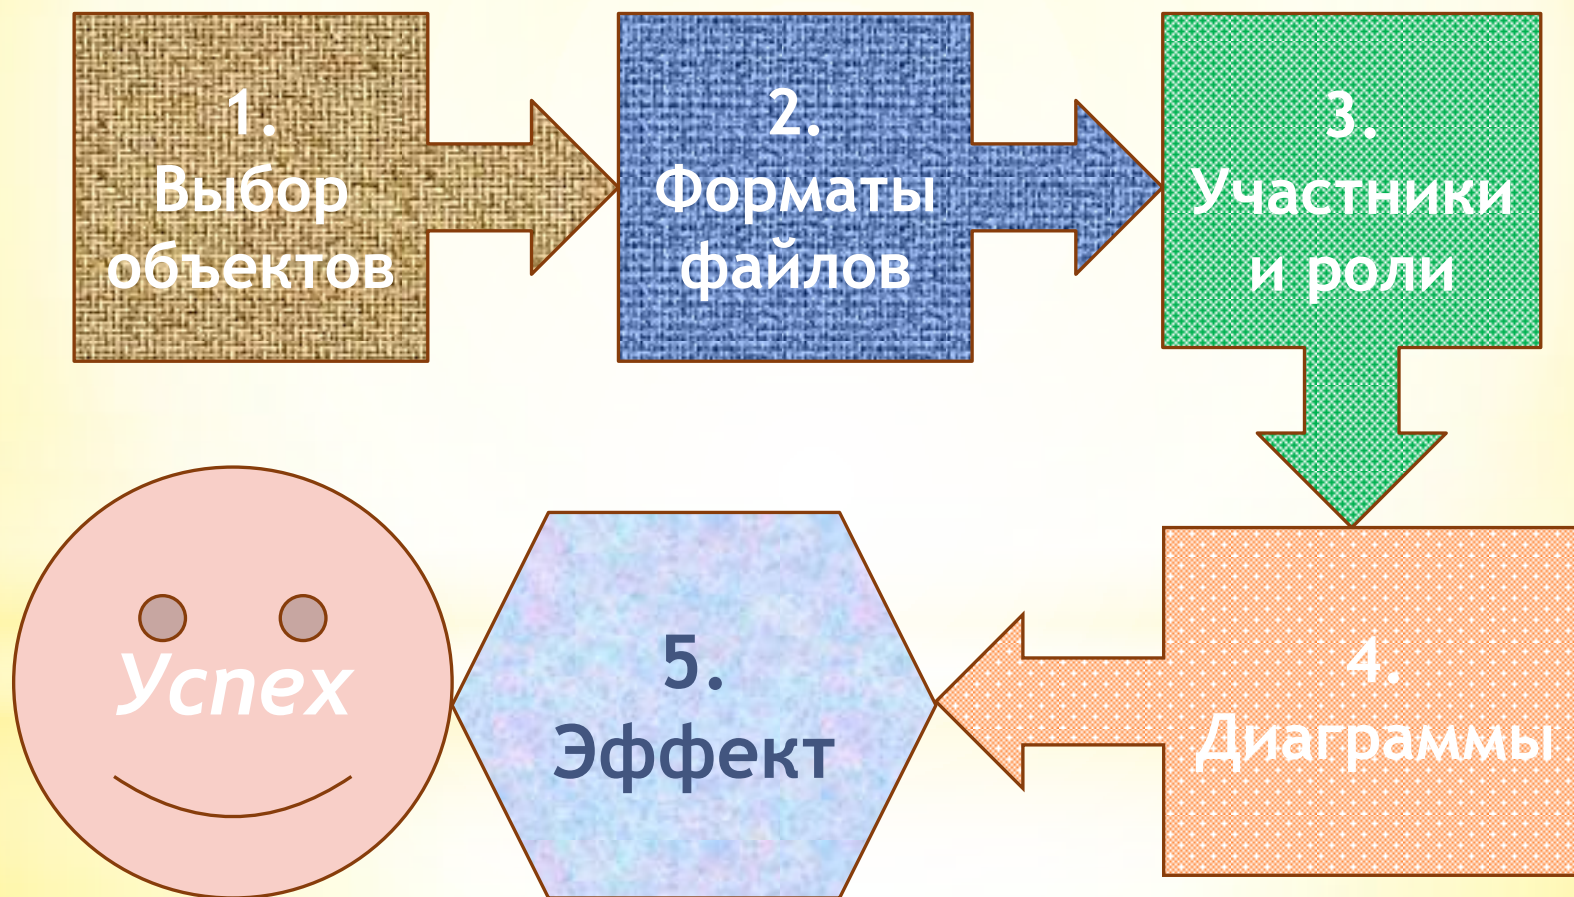 1.
Выбор
объектов
2.
Форматы
файлов
3.
Участники
и роли
4.
Диаграммы
5.
Эффект
Успех